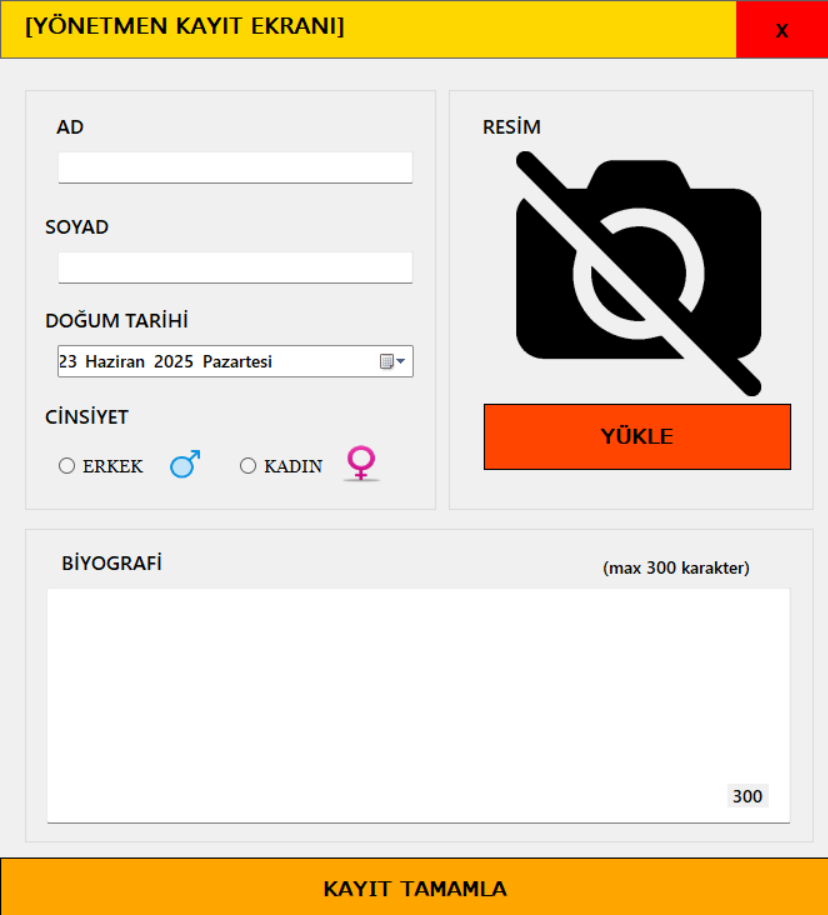 [YÖNETMEN KAYIT EKRANI]
X
AD
SOYAD
DOĞUM TARİHİ
23 Haziran 2025 Pazartesi
CİNSİYET
ERKEK
KADIN
RESİM
YÜKLE
BİYOGRAFİ
(max 300 karakter)
300
KAYIT TAMAMLA